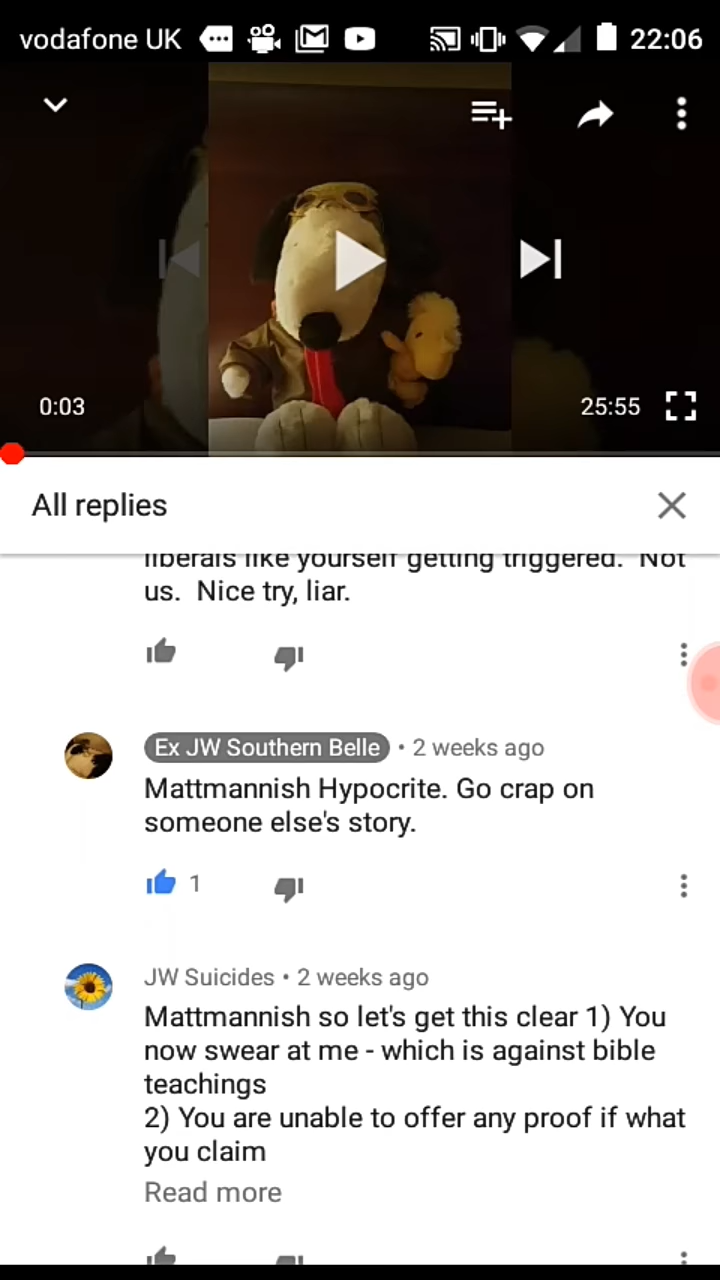 vodafone UK 22:06
0:03 25:55
All replies
liberals like yourself getting triggered. Not
us. Nice try, liar.
Ex JW Southern Belle • 2 weeks ago
Mattmannish Hypocrite. Go crap on
someone else's story.
1
JW Suicides • 2 weeks ago
Mattmannish so let's get this clear 1) You
now swear at me - which is against bible
teachings
2) You are unable to offer any proof if what
you claim
Read more